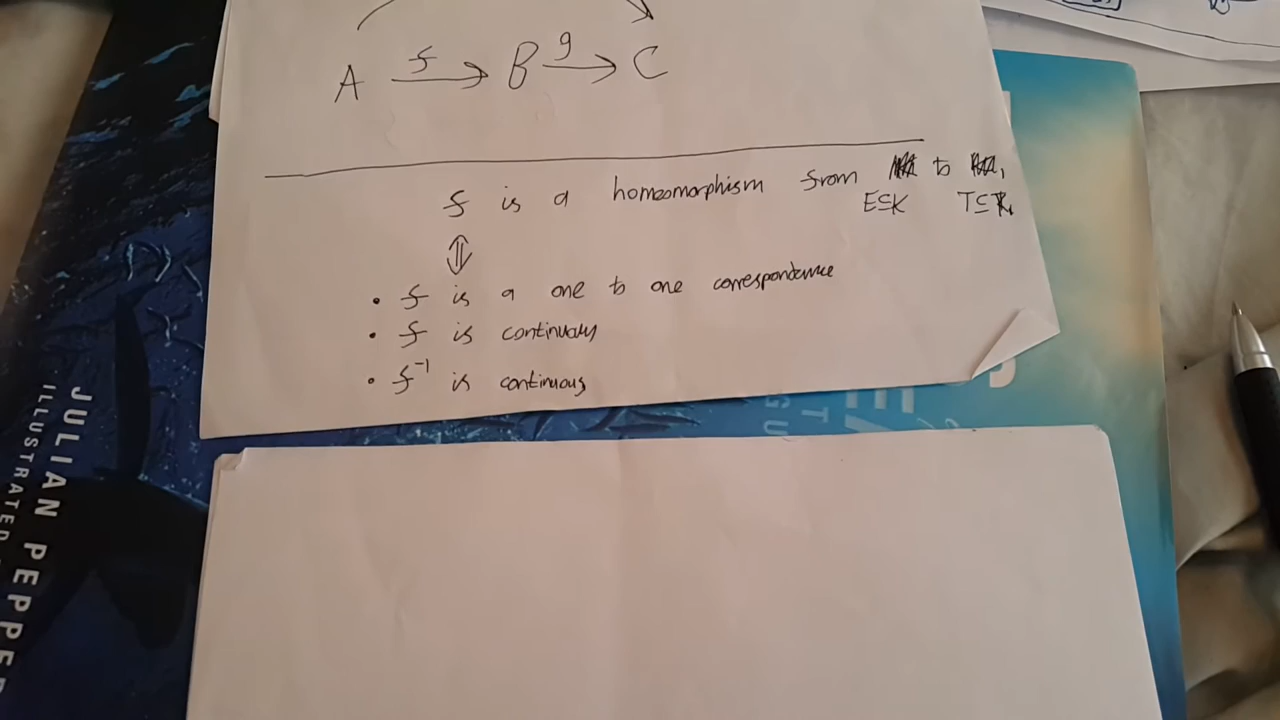 A f B g C
f is a homeomorphism from to
E⊆K T⊆
⇕
• f is a one to one correspondence
• f is continuous
• f⁻¹ is continuous
JULIAN PEPPE
ILLUSTRATED